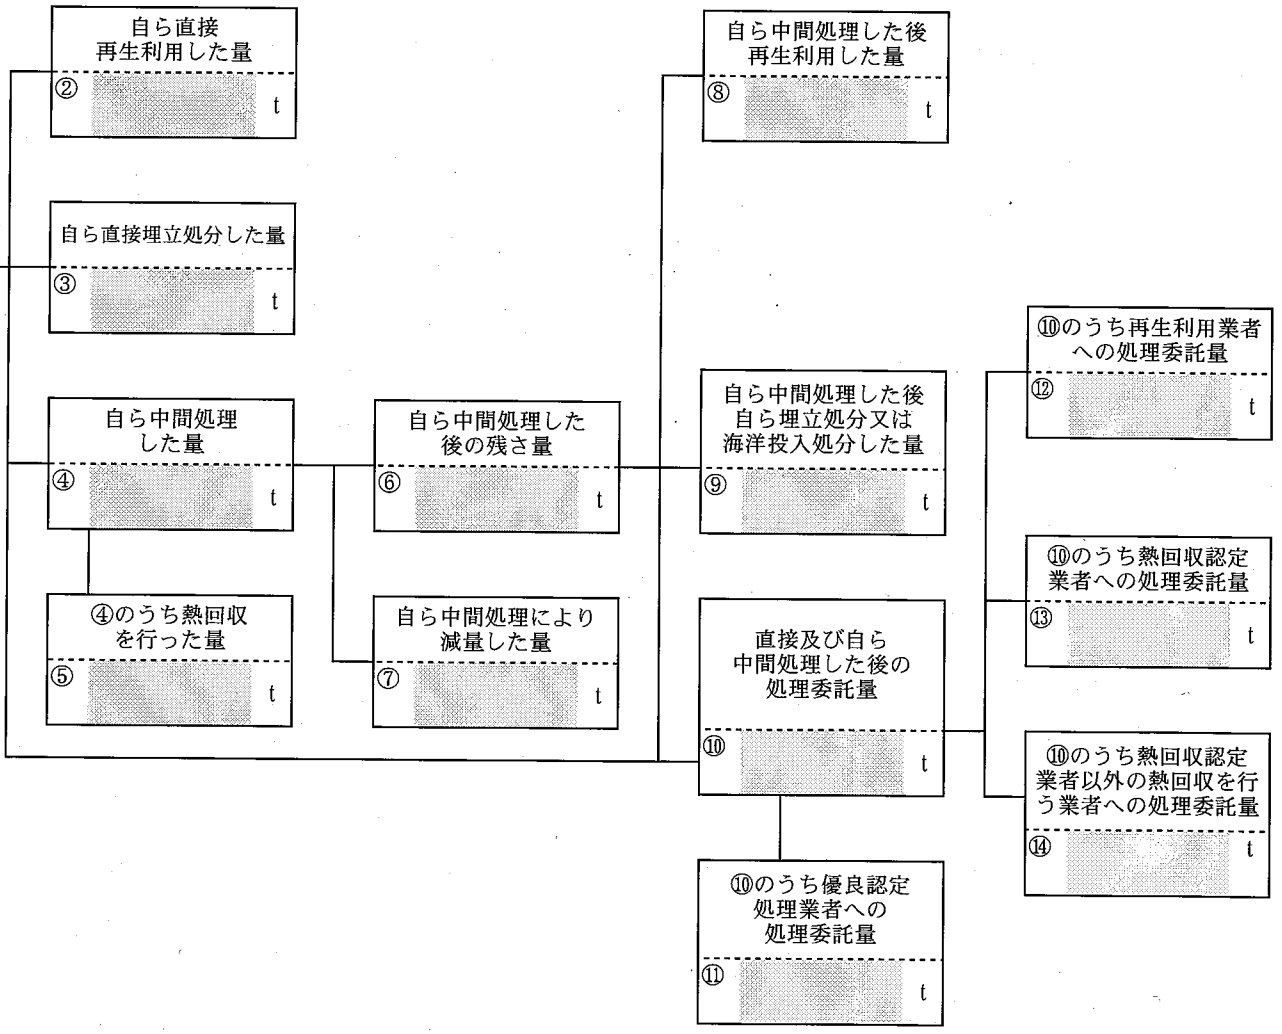 自ら直接
再生利用した量
②
t
自ら直接埋立処分した量
③
t
自ら中間処理
した量
④
t
④のうち熱回収
を行った量
⑤
t
自ら中間処理した
後の残さ量
⑥
t
自ら中間処理により
減量した量
⑦
t
自ら中間処理した後
再生利用した量
⑧
t
自ら中間処理した後
自ら埋立処分又は
海洋投入処分した量
⑨
t
直接及び自ら
中間処理した後の
処理委託量
⑩
t
⑩のうち優良認定
処理業者への
処理委託量
⑪
t
⑩のうち再生利用業者
への処理委託量
⑫
t
⑩のうち熱回収認定
業者への処理委託量
⑬
t
⑩のうち熱回収認定
業者以外の熱回収を行
う業者への処理委託量
⑭
t